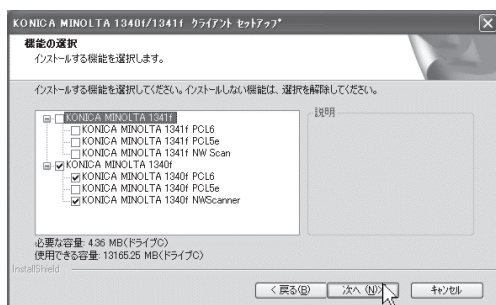 KONICA MINOLTA 1340f/1341f クライアント セットアップ
機能の選択
インストールする機能を選択します。
インストールする機能を選択してください。インストールしない機能は、選択を解除してください。
KONICA MINOLTA 1341f
KONICA MINOLTA 1341f PCL6
KONICA MINOLTA 1341f PCL5e
KONICA MINOLTA 1341f NW Scan
KONICA MINOLTA 1340f
KONICA MINOLTA 1340f PCL6
KONICA MINOLTA 1340f PCL5e
KONICA MINOLTA 1340f NWScanner
説明
必要な容量: 4.36 MB(ドライブC)
使用できる容量: 13165.25 MB(ドライブC)
InstallShield
< 戻る(B)
次へ (N)>
キャンセル